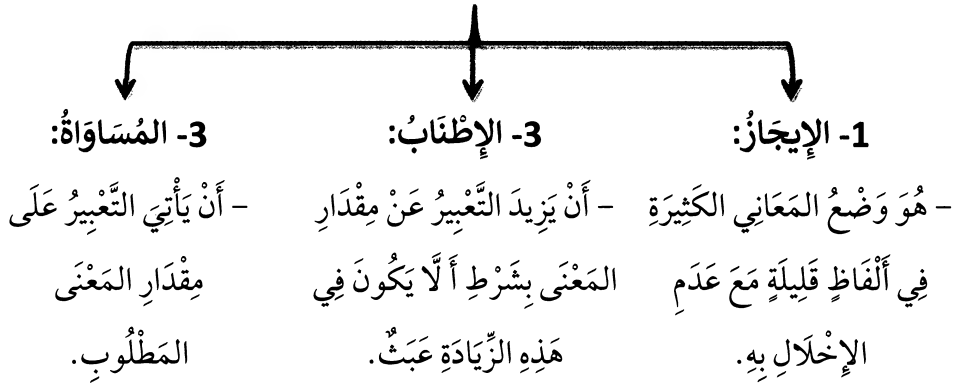 1- الإِيجَازُ:
– هُوَ وَضْعُ المَعَانِي الكَثِيرَةِ
فِي أَلْفَاظٍ قَلِيلَةٍ مَعَ عَدَمِ
الإِخْلَالِ بِهِ.
3- الإِطْنَابُ:
– أَنْ يَزِيدَ التَّعْبِيرُ عَنْ مِقْدَارِ
المَعْنَى بِشَرْطِ أَ لَّا يَكُونَ فِي
هَذِهِ الزِّيَادَةِ عَبَثٌ.
3- المُسَاوَاةُ:
– أَنْ يَأْتِيَ التَّعْبِيرُ عَلَى
مِقْدَارِ المَعْنَى
المَطْلُوبِ.